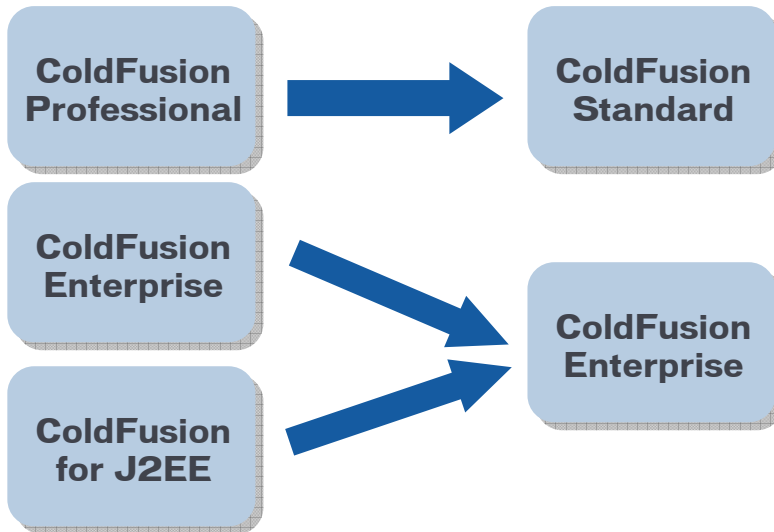 ColdFusion
Professional
ColdFusion
Standard
ColdFusion
Enterprise
ColdFusion
Enterprise
ColdFusion
for J2EE